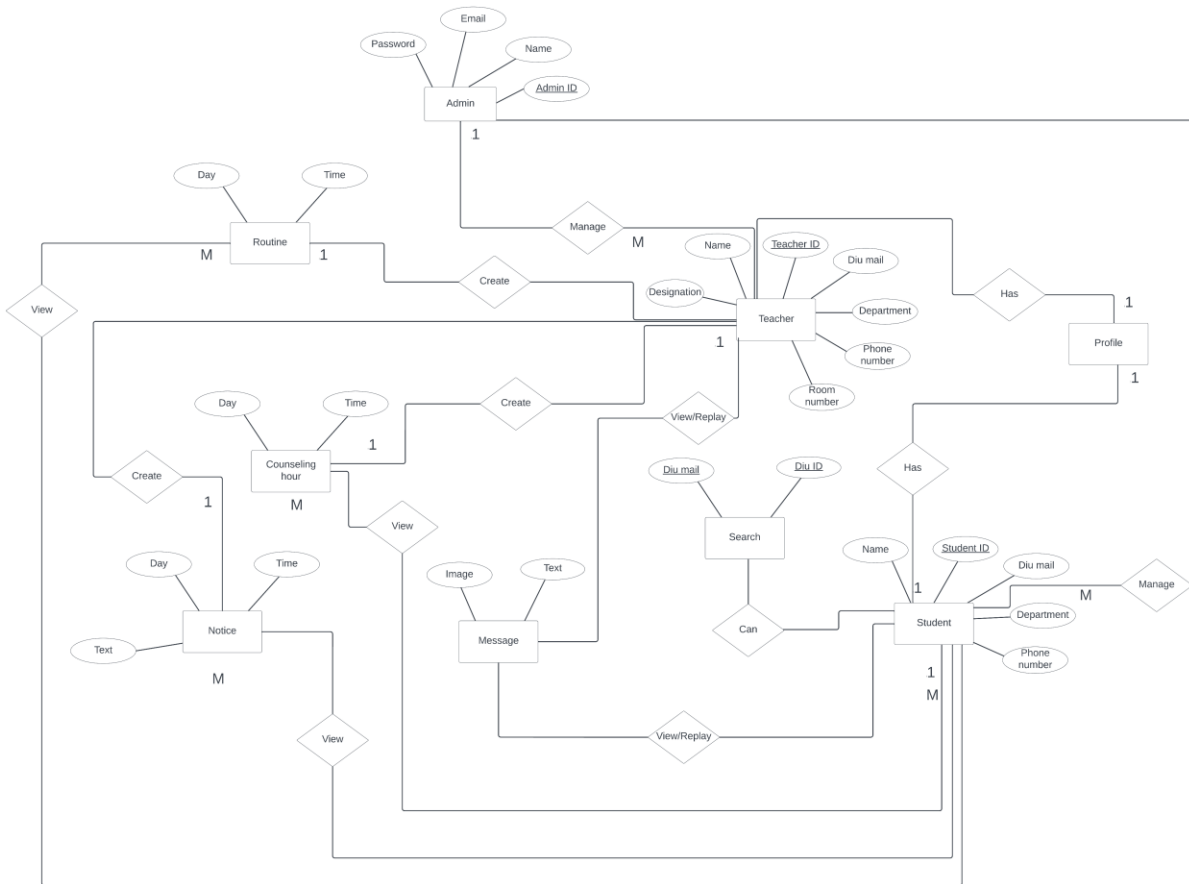 Email
Password
Name
Admin ID
Admin
1
Day
Time
Routine
M
1
Manage
M
Name
Teacher ID
Diu mail
Designation
Create
Has
View
Teacher
Department
1
1
Phone
number
Profile
1
Room
number
Day
Time
Create
View/Replay
1
Counseling
hour
M
Create
1
Diu mail
Diu ID
Has
View
Search
Day
Time
Image
Text
Name
Student ID
Diu mail
1
M
Manage
Notice
Message
Can
Student
Department
Text
Phone
number
M
1
M
View
View/Replay